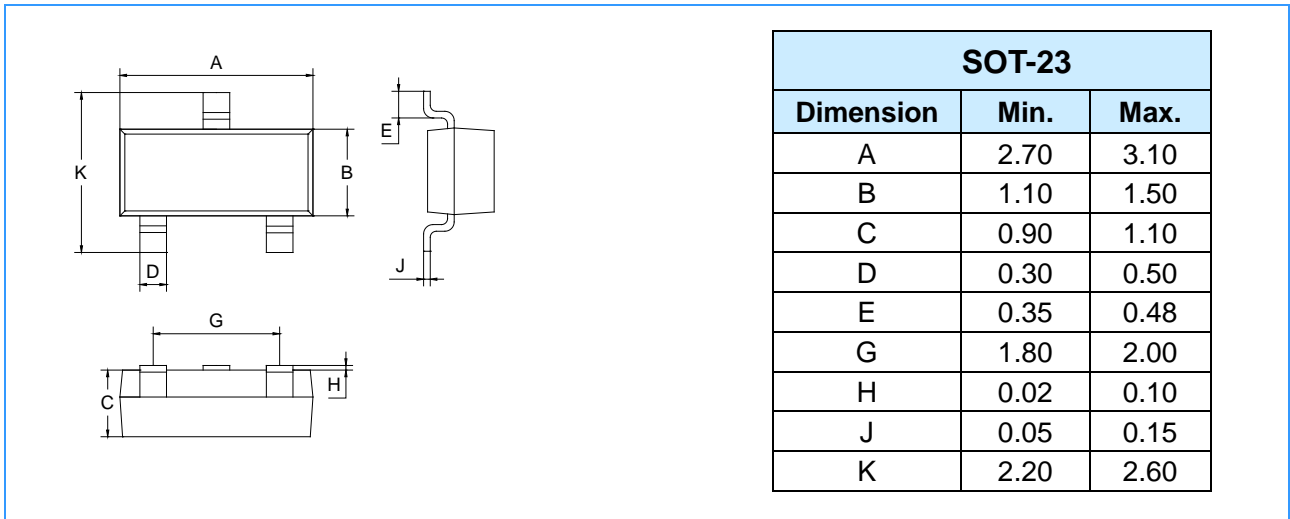 A
E
K
B
D
J
G
H
C
SOT-23
Dimension Min. Max.
A 2.70 3.10
B 1.10 1.50
C 0.90 1.10
D 0.30 0.50
E 0.35 0.48
G 1.80 2.00
H 0.02 0.10
J 0.05 0.15
K 2.20 2.60